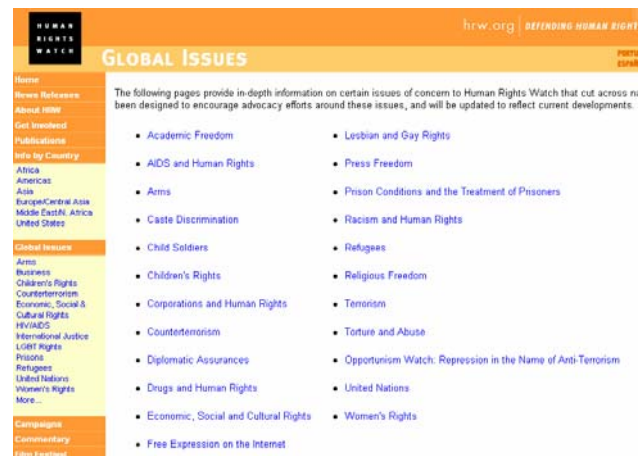 HUMAN
RIGHTS
WATCH
hrw.org DEFENDING HUMAN RIGHT
GLOBAL ISSUES
PORTU
ESPAÑ
Home
News Releases
About HRW
Get Involved
Publications
Info by Country
Africa
Americas
Asia
Europe/Central Asia
Middle East/N. Africa
United States
Global Issues
Arms
Business
Children's Rights
Counterterrorism
Economic, Social &
Cultural Rights
HIV/AIDS
International Justice
LGBT Rights
Prisons
Refugees
United Nations
Women's Rights
More...
Campaigns
Commentary
Film Festival
The following pages provide in-depth information on certain issues of concern to Human Rights Watch that cut across na
been designed to encourage advocacy efforts around these issues, and will be updated to reflect current developments.
• Academic Freedom
• AIDS and Human Rights
• Arms
• Caste Discrimination
• Child Soldiers
• Children's Rights
• Corporations and Human Rights
• Counterterrorism
• Diplomatic Assurances
• Drugs and Human Rights
• Economic, Social and Cultural Rights
• Free Expression on the Internet
• Lesbian and Gay Rights
• Press Freedom
• Prison Conditions and the Treatment of Prisoners
• Racism and Human Rights
• Refugees
• Religious Freedom
• Terrorism
• Torture and Abuse
• Opportunism Watch: Repression in the Name of Anti-Terrorism
• United Nations
• Women's Rights